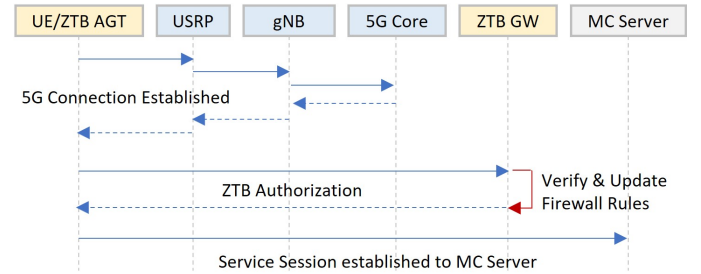 UE/ZTB AGT USRP gNB 5G Core ZTB GW MC Server
5G Connection Established
ZTB Authorization
Verify & Update
Firewall Rules
Service Session established to MC Server